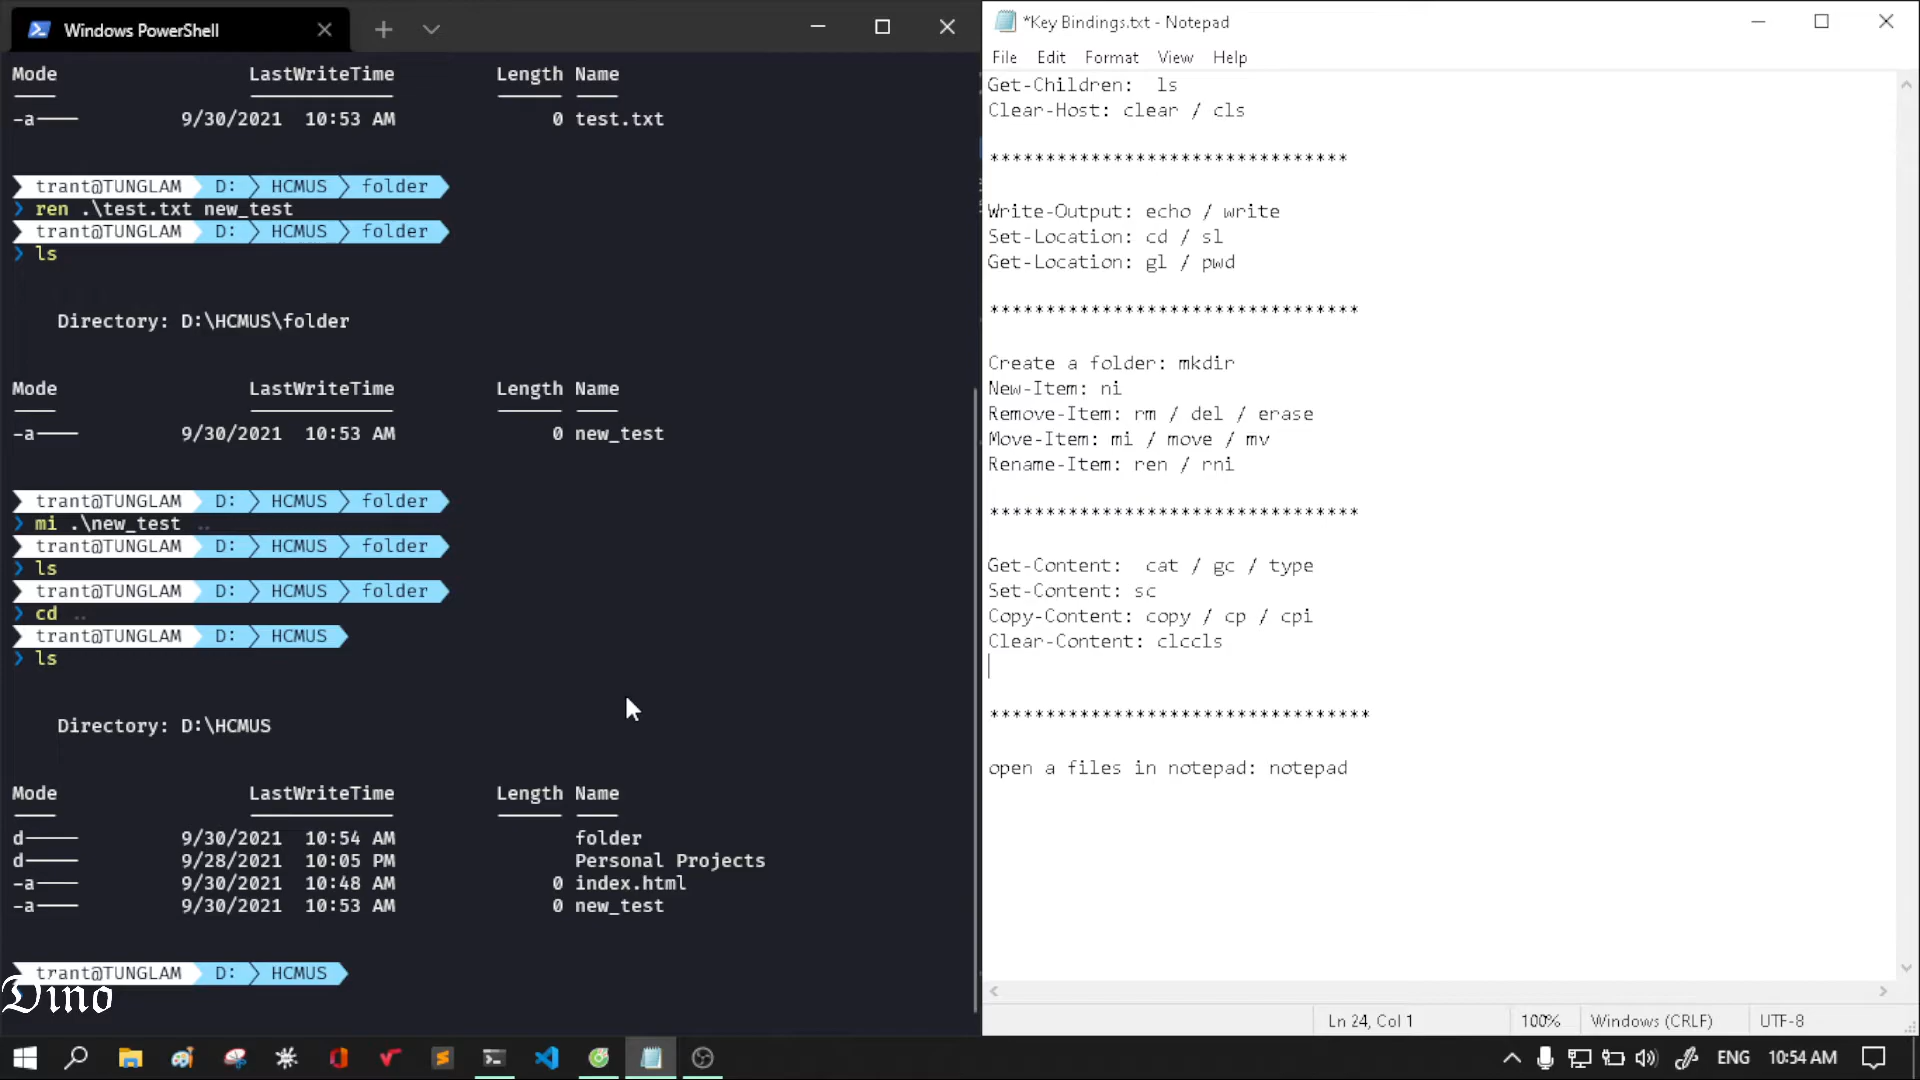 Windows PowerShell
Mode LastWriteTime Length Name
-a---- 9/30/2021 10:53 AM 0 test.txt
trant@TUNGLAM D: HCMUS folder
ren .\test.txt new_test
trant@TUNGLAM D: HCMUS folder
ls
Directory: D:\HCMUS\folder
Mode LastWriteTime Length Name
-a---- 9/30/2021 10:53 AM 0 new_test
trant@TUNGLAM D: HCMUS folder
mi .\new_test ..
trant@TUNGLAM D: HCMUS folder
ls
trant@TUNGLAM D: HCMUS folder
cd ..
trant@TUNGLAM D: HCMUS
ls
Directory: D:\HCMUS
Mode LastWriteTime Length Name
d----- 9/30/2021 10:54 AM folder
d----- 9/28/2021 10:05 PM Personal Projects
-a---- 9/30/2021 10:48 AM 0 index.html
-a---- 9/30/2021 10:53 AM 0 new_test
trant@TUNGLAM D: HCMUS
Dino
*Key Bindings.txt - Notepad
File Edit Format View Help
Get-Children: ls
Clear-Host: clear / cls
********************************
Write-Output: echo / write
Set-Location: cd / sl
Get-Location: gl / pwd
*********************************
Create a folder: mkdir
New-Item: ni
Remove-Item: rm / del / erase
Move-Item: mi / move / mv
Rename-Item: ren / rni
*********************************
Get-Content: cat / gc / type
Set-Content: sc
Copy-Content: copy / cp / cpi
Clear-Content: clccls
**********************************
open a files in notepad: notepad
Ln 24, Col 1 100% Windows (CRLF) UTF-8
ENG 10:54 AM